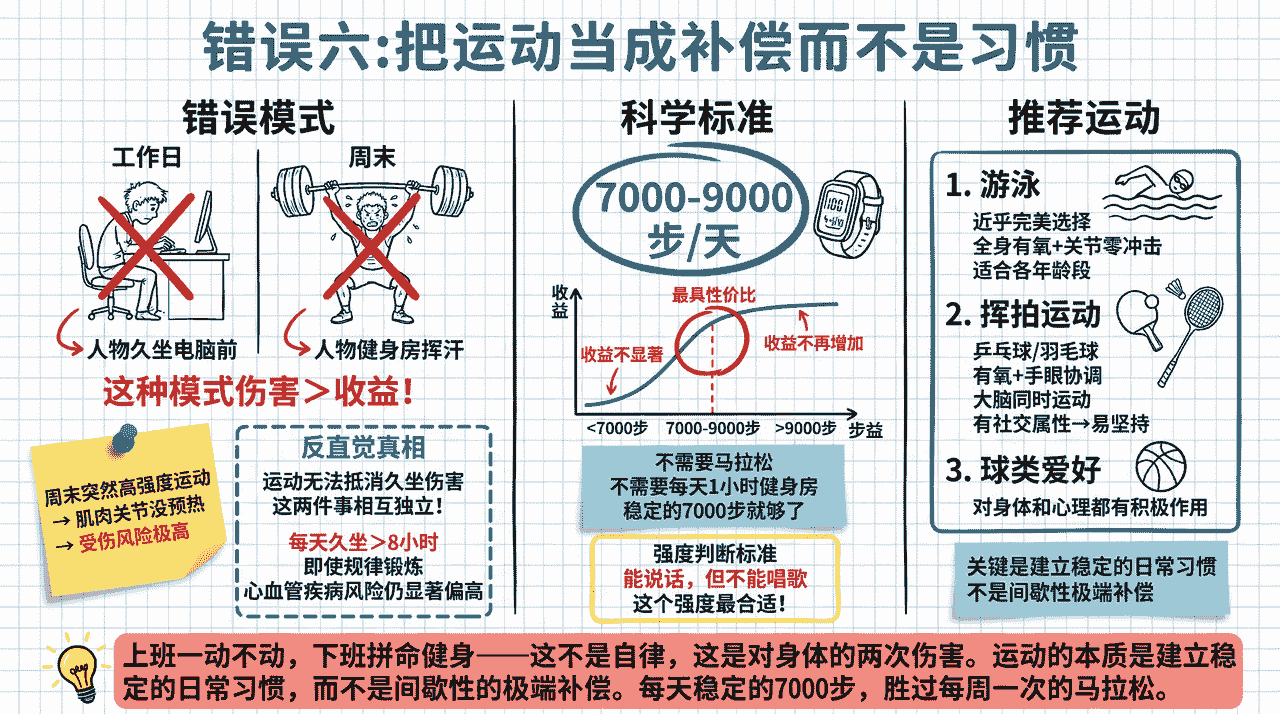 错误六:把运动当成补偿而不是习惯
错误模式
工作日
周末
人物久坐电脑前
人物健身房挥汗
这种模式伤害＞收益！
周末突然高强度运动
→ 肌肉关节没预热
→ 受伤风险极高
反直觉真相
运动无法抵消久坐伤害
这两件事相互独立！
每天久坐＞8小时
即使规律锻炼
心血管疾病风险仍显著偏高
科学标准
7000-9000
步/天
收益
最具性价比
收益不显著
收益不再增加
<7000步
7000-9000步
>9000步
步益
不需要马拉松
不需要每天1小时健身房
稳定的7000步就够了
强度判断标准
能说话，但不能唱歌
这个强度最合适！
推荐运动
1. 游泳
近乎完美选择
全身有氧+关节零冲击
适合各年龄段
2. 挥拍运动
乒乓球/羽毛球
有氧+手眼协调
大脑同时运动
有社交属性→易坚持
3. 球类爱好
对身体和心理都有积极作用
关键是建立稳定的日常习惯
不是间歇性极端补偿
上班一动不动，下班拼命健身——这不是自律，这是对身体的两次伤害。运动的本质是建立稳
定的日常习惯，而不是间歇性的极端补偿。每天稳定的7000步，胜过每周一次的马拉松。